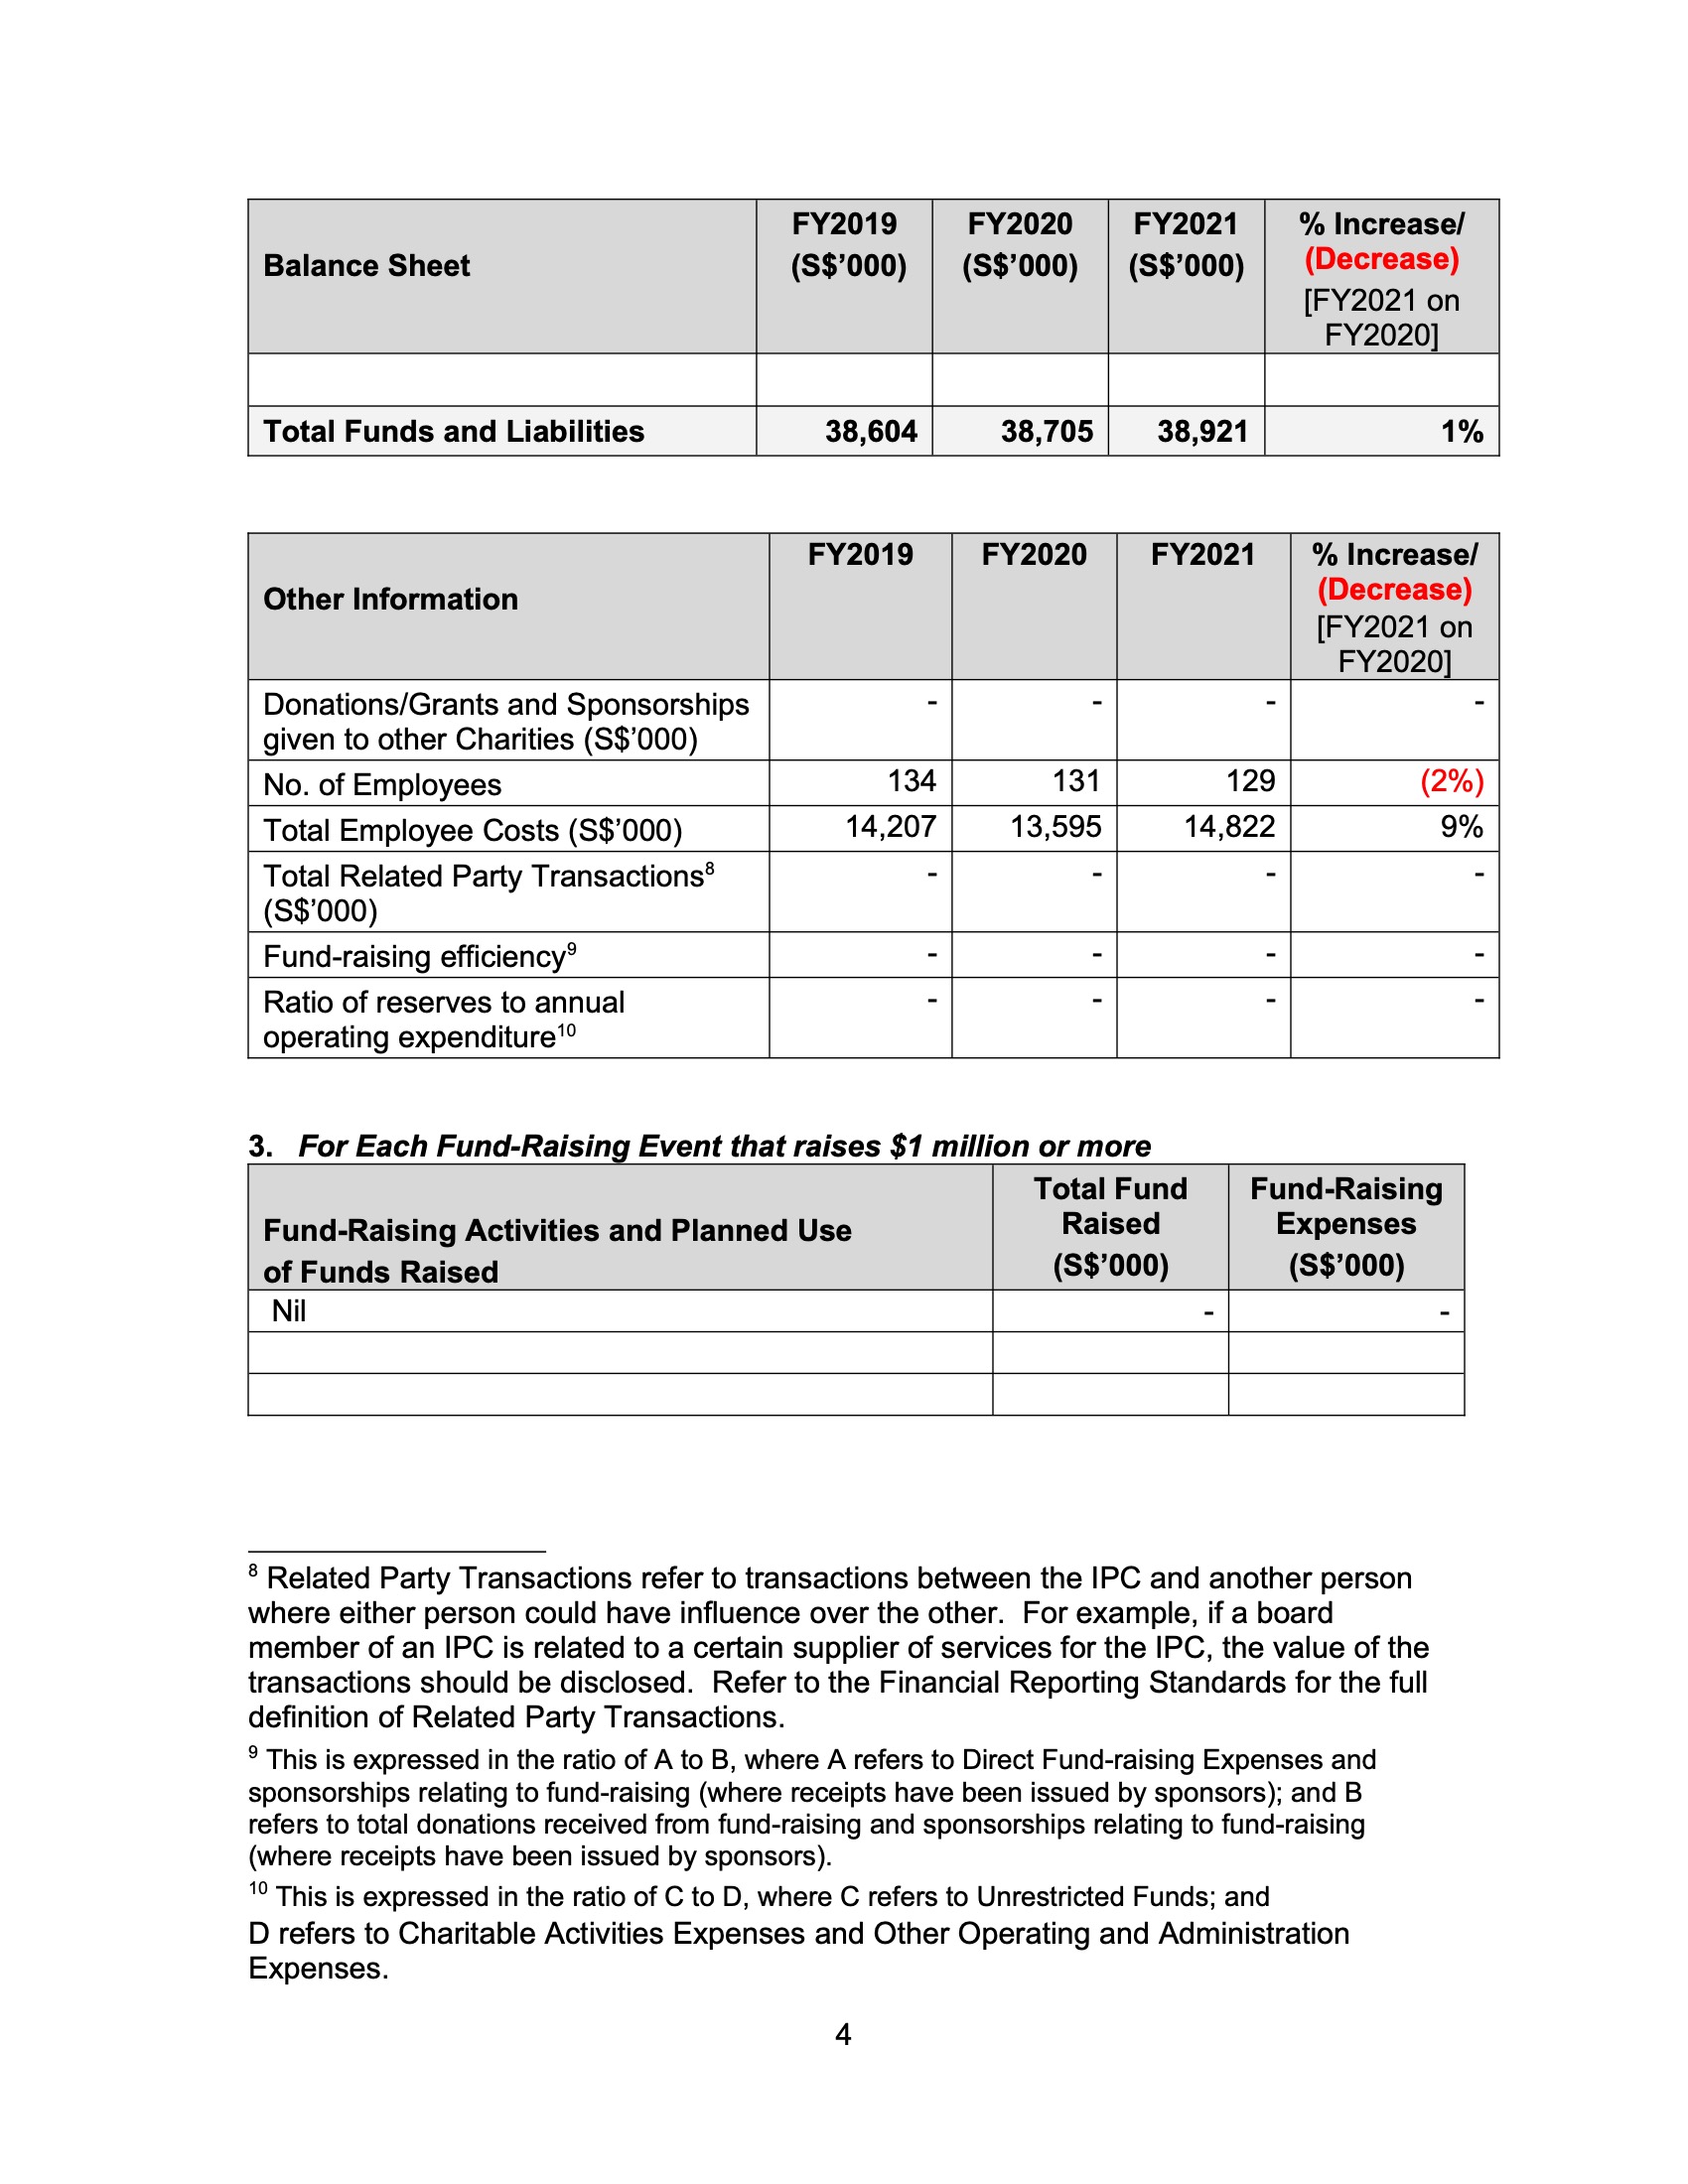 Balance Sheet
FY2019
(S$’000)
FY2020
(S$’000)
FY2021
(S$’000)
% Increase/
(Decrease)
[FY2021 on
FY2020]
Total Funds and Liabilities 38,604 38,705 38,921 1%
Other Information
FY2019
FY2020
FY2021
% Increase/
(Decrease)
[FY2021 on
FY2020]
Donations/Grants and Sponsorships - - - -
given to other Charities (S$’000)
No. of Employees 134 131 129 (2%)
Total Employee Costs (S$’000) 14,207 13,595 14,822 9%
Total Related Party Transactions⁸ - - - -
(S$’000)
Fund-raising efficiency⁹ - - - -
Ratio of reserves to annual - - - -
operating expenditure¹⁰
3. For Each Fund-Raising Event that raises $1 million or more
Fund-Raising Activities and Planned Use
of Funds Raised
Total Fund
Raised
(S$’000)
Fund-Raising
Expenses
(S$’000)
Nil - -
⁸ Related Party Transactions refer to transactions between the IPC and another person
where either person could have influence over the other. For example, if a board
member of an IPC is related to a certain supplier of services for the IPC, the value of the
transactions should be disclosed. Refer to the Financial Reporting Standards for the full
definition of Related Party Transactions.
⁹ This is expressed in the ratio of A to B, where A refers to Direct Fund-raising Expenses and
sponsorships relating to fund-raising (where receipts have been issued by sponsors); and B
refers to total donations received from fund-raising and sponsorships relating to fund-raising
(where receipts have been issued by sponsors).
¹⁰ This is expressed in the ratio of C to D, where C refers to Unrestricted Funds; and
D refers to Charitable Activities Expenses and Other Operating and Administration
Expenses.
4